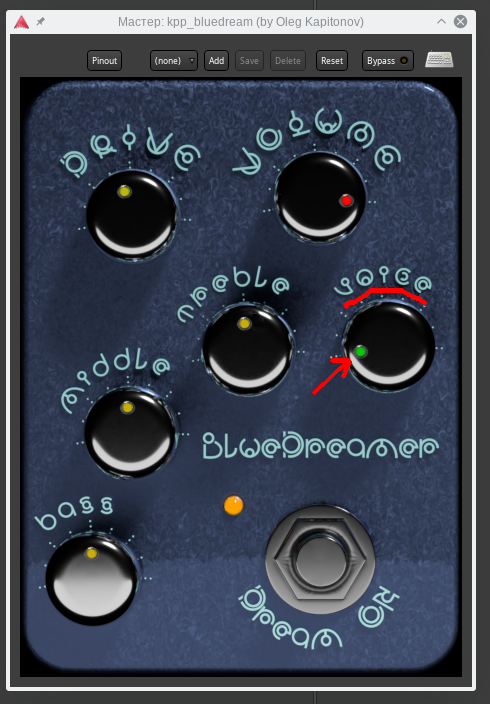 Мастер: kpp_bluedream (by Oleg Kapitonov)
Pinout (none) Add Save Delete Reset Bypass
Drive Volume
treble voice
middle
BlueDreamer
bass
Dream On